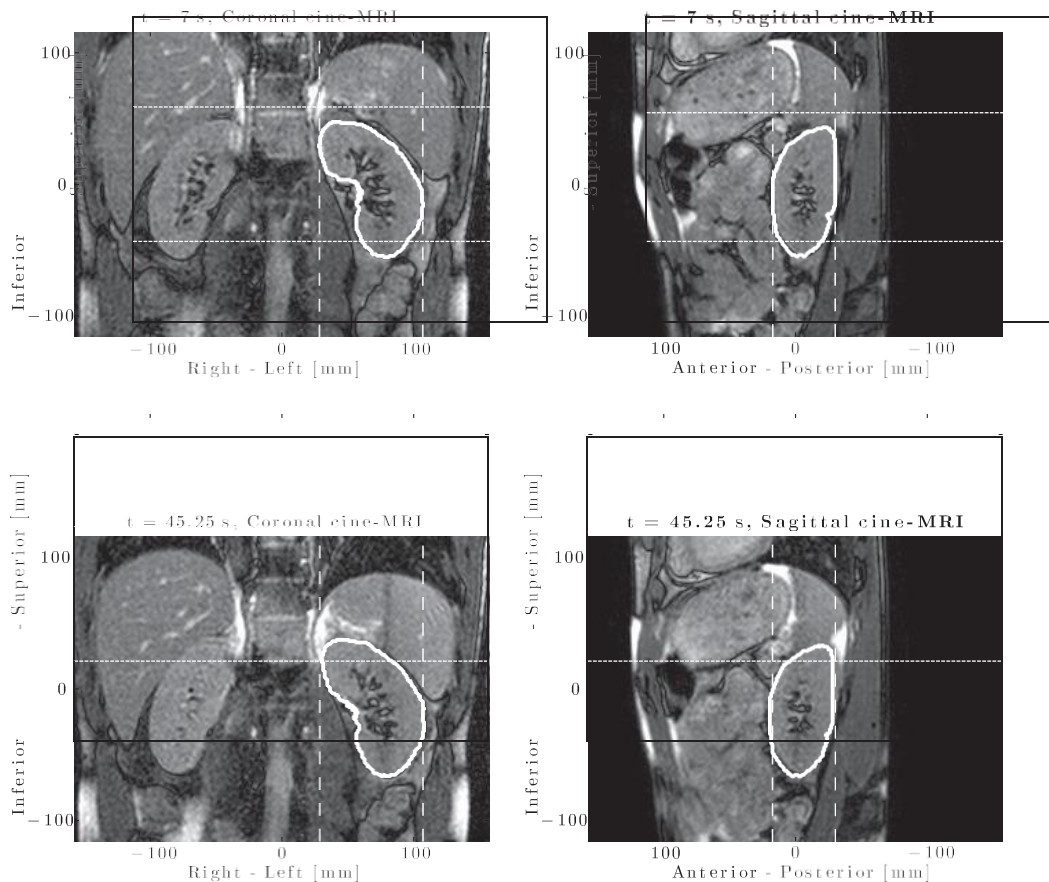 t = 7 s, Coronal cine-MRI
t = 7 s, Sagittal cine-MRI
100
0
−100
Inferior
−100
0
100
Right - Left [mm]
100
0
−100
Inferior
- Superior [mm]
100
0
−100
Anterior - Posterior [mm]
t = 45.25 s, Coronal cine-MRI
t = 45.25 s, Sagittal cine-MRI
100
0
−100
Inferior
- Superior [mm]
−100
0
100
Right - Left [mm]
100
0
−100
Inferior
- Superior [mm]
100
0
−100
Anterior - Posterior [mm]